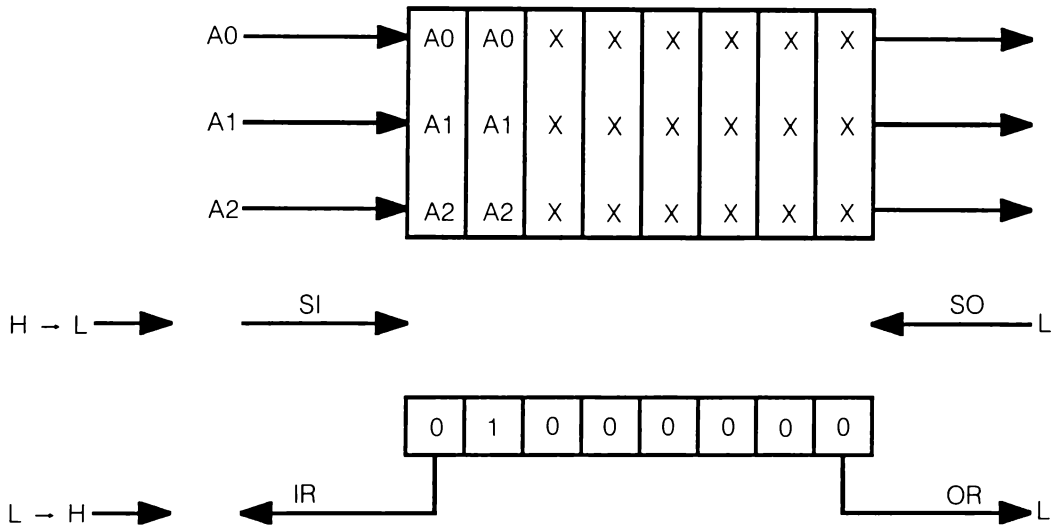 A0 A0 A0 X X X X X X
A1 A1 A1 X X X X X X
A2 A2 A2 X X X X X X
H → L SI SO L
0 1 0 0 0 0 0 0
L → H IR OR L